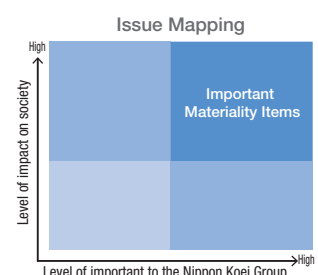 Issue Mapping
High
Important
Materiality Items
Level of impact on society
High
Level of important to the Nippon Koei Group